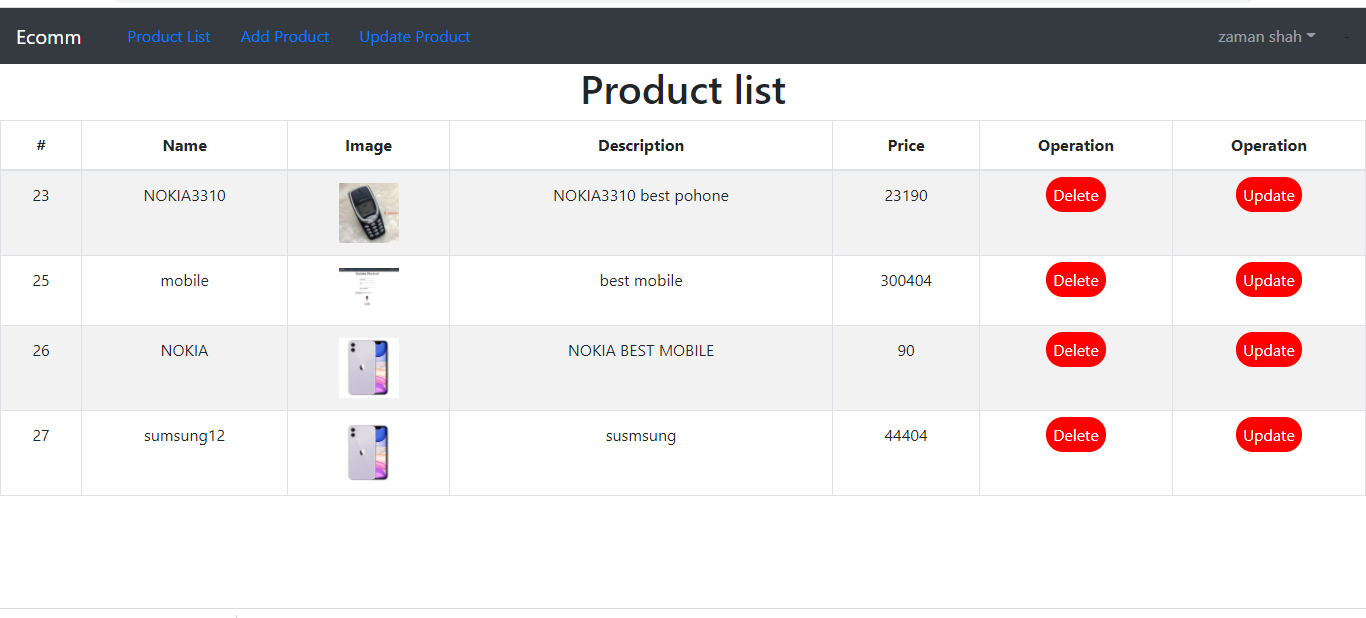 Ecomm Product List Add Product Update Product zaman shah
Product list
# Name Image Description Price Operation Operation
23 NOKIA3310 NOKIA3310 best pohone 23190 Delete Update
25 mobile best mobile 300404 Delete Update
26 NOKIA NOKIA BEST MOBILE 90 Delete Update
27 sumsung12 susmsung 44404 Delete Update